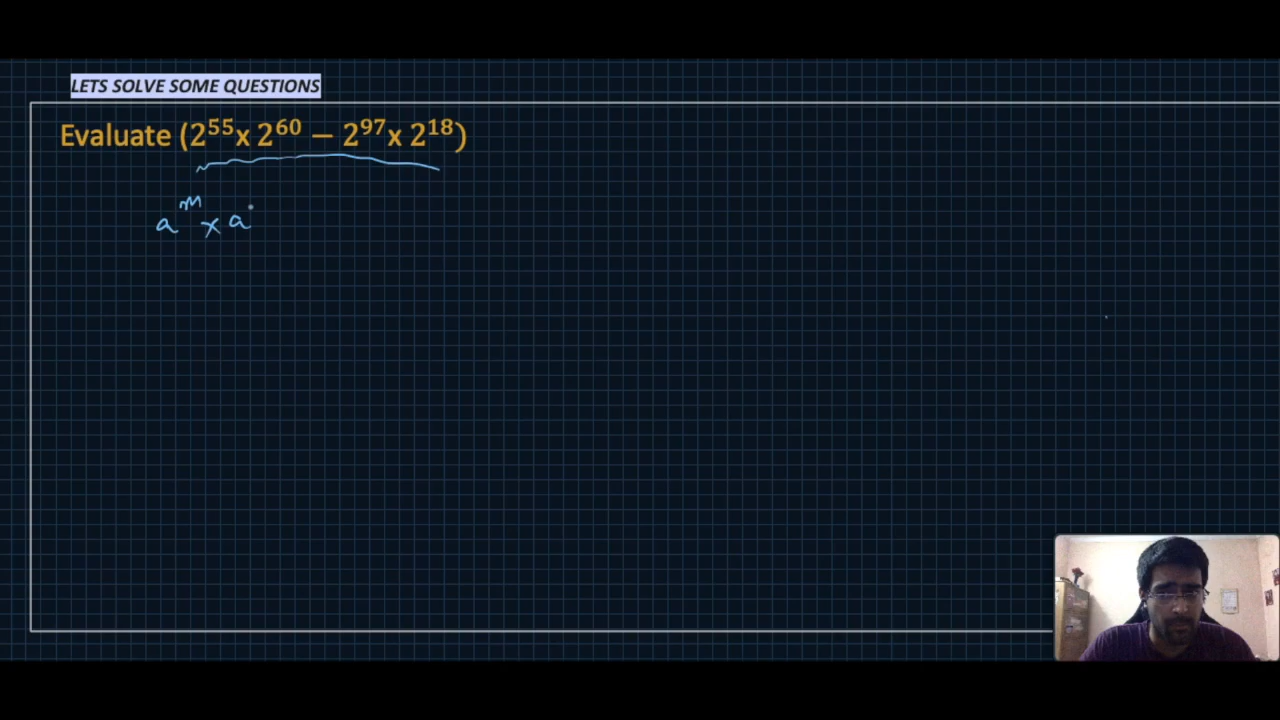 LETS SOLVE SOME QUESTIONS
Evaluate (2⁵⁵x 2⁶⁰ – 2⁹⁷x 2¹⁸)
aᵐ x a